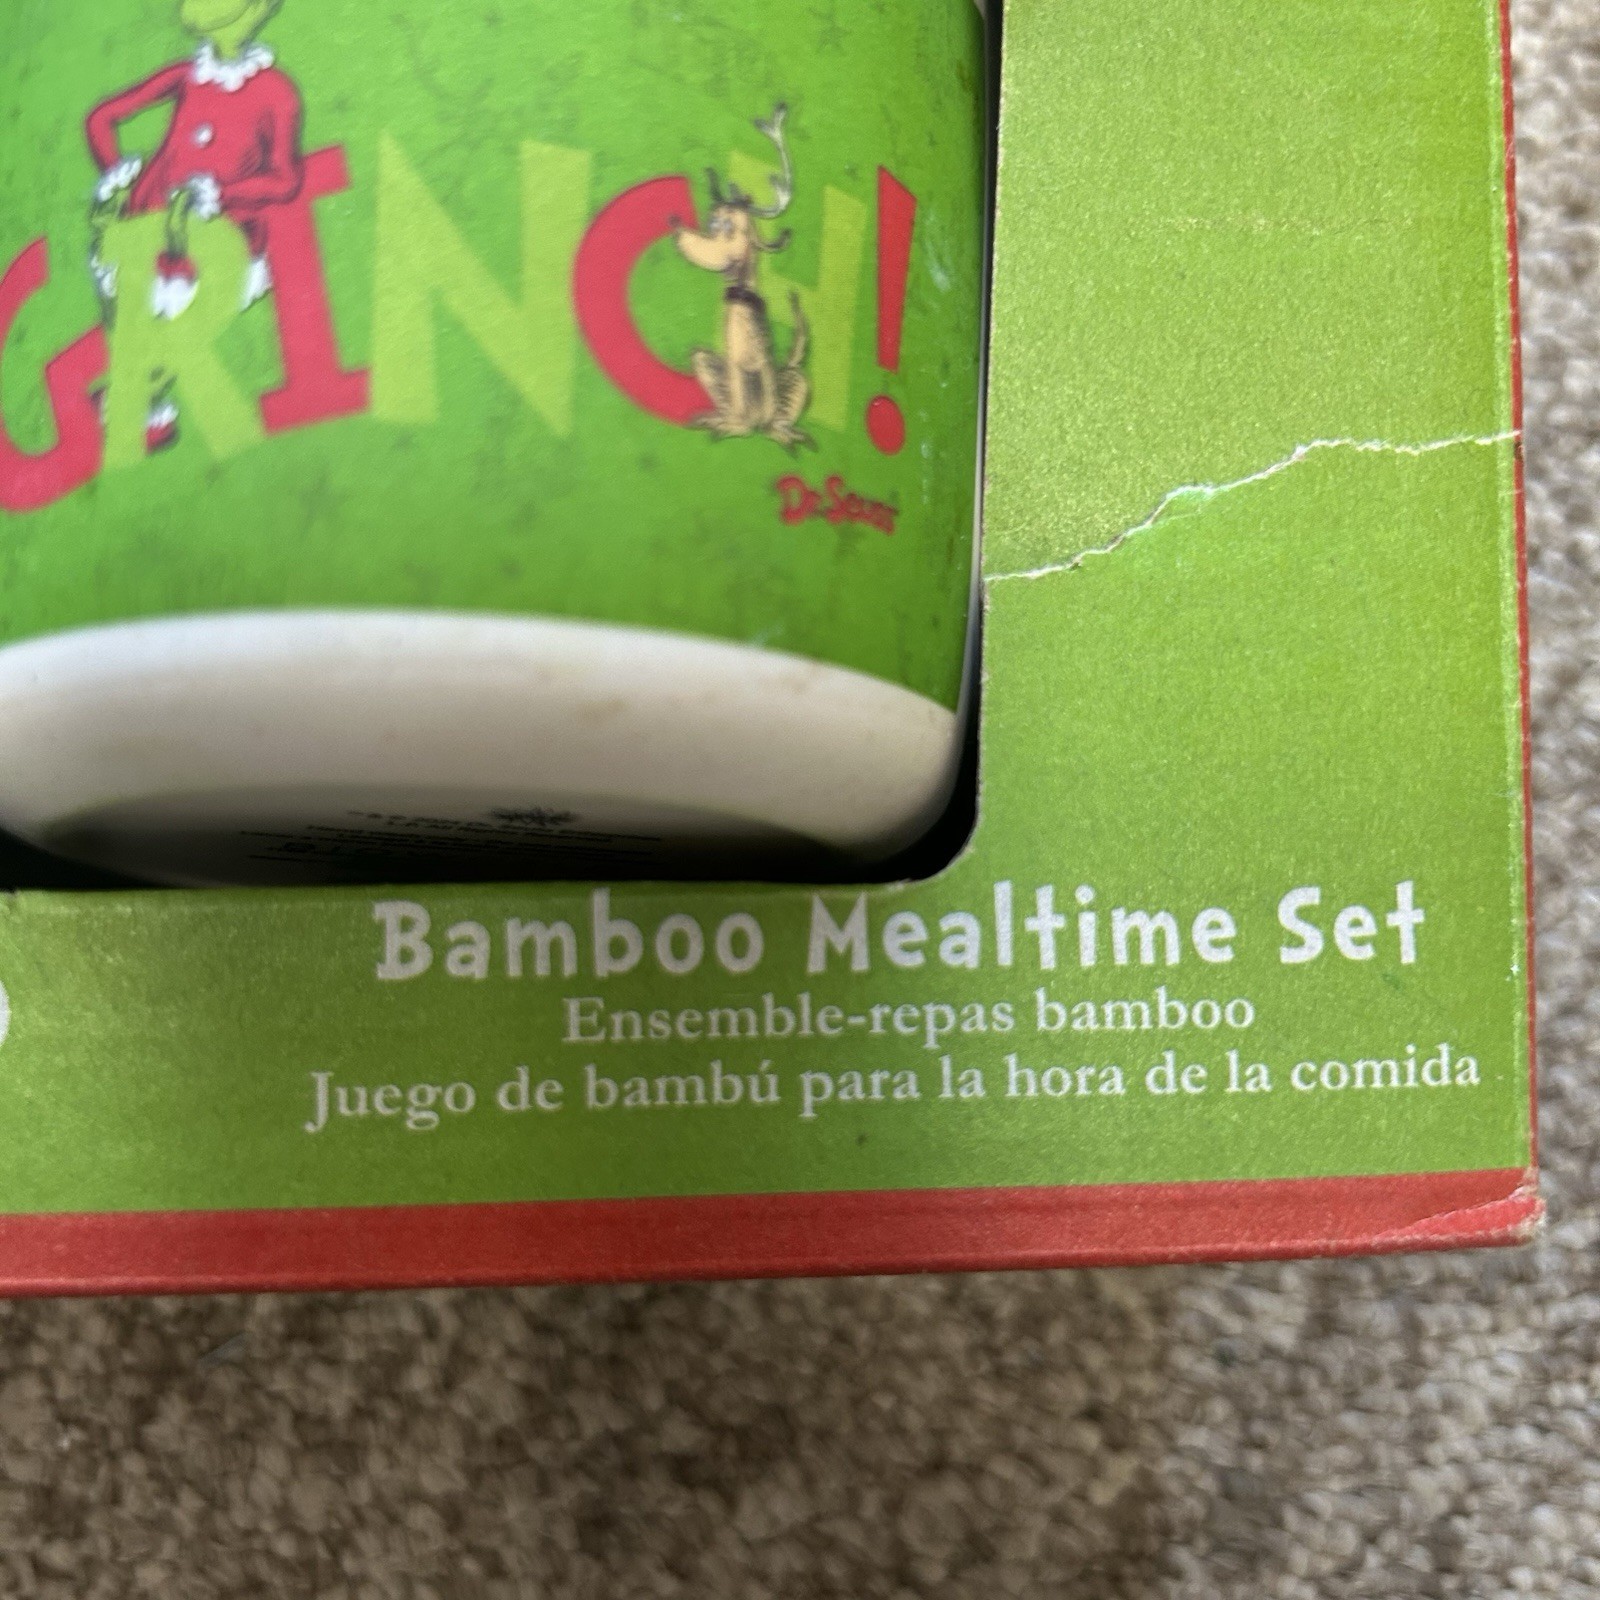 GRINCH!
Dr. Seuss
Bamboo Mealtime Set
Ensemble-repas bamboo
Juego de bambú para la hora de la comida